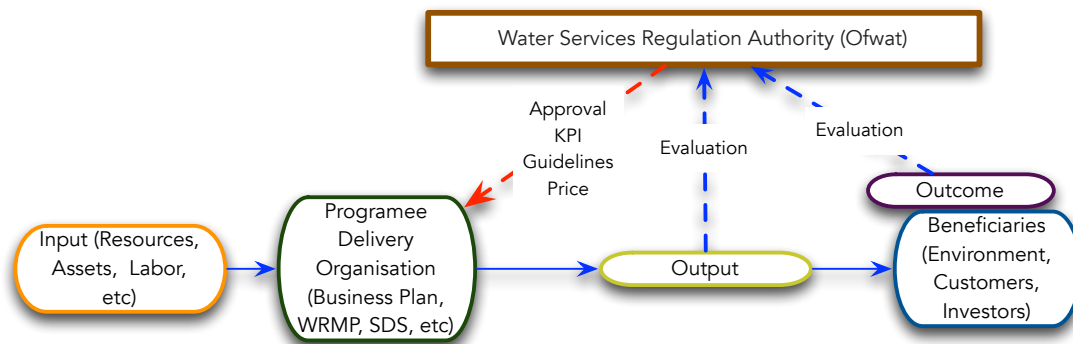 Water Services Regulation Authority (Ofwat)
Approval
KPI
Guidelines
Price
Evaluation
Evaluation
Outcome
Input (Resources,
Assets, Labor,
etc)
Programee
Delivery
Organisation
(Business Plan,
WRMP, SDS, etc)
Output
Beneficiaries
(Environment,
Customers,
Investors)